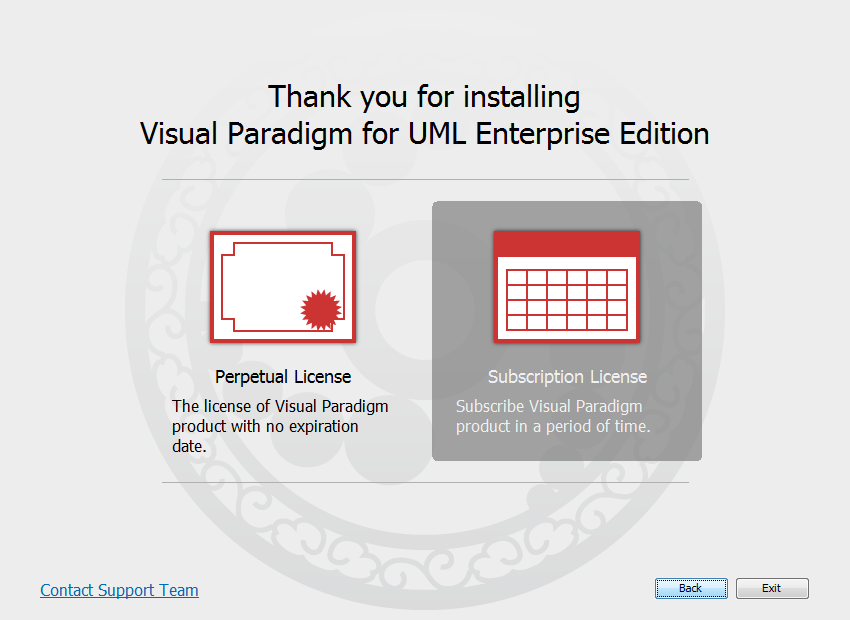 Thank you for installing
Visual Paradigm for UML Enterprise Edition
Perpetual License
The license of Visual Paradigm
product with no expiration
date.
Subscription License
Subscribe Visual Paradigm
product in a period of time.
Contact Support Team
Back
Exit